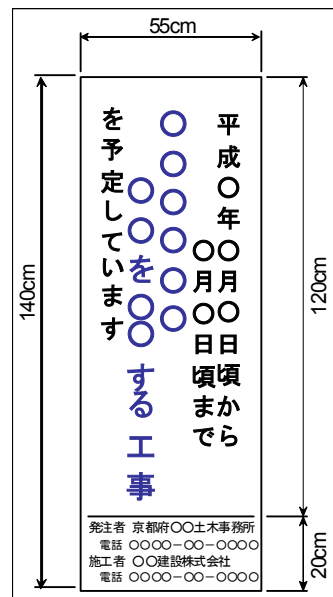 55cm
140cm
120cm
20cm
平成〇年〇月〇日頃から
〇月〇日頃まで
〇〇〇〇〇〇
〇〇を〇〇する工事
を予定しています
発注者 京都府〇〇土木事務所
電話 〇〇〇〇-〇〇-〇〇〇〇
施工者 〇〇建設株式会社
電話 〇〇〇〇-〇〇-〇〇〇〇